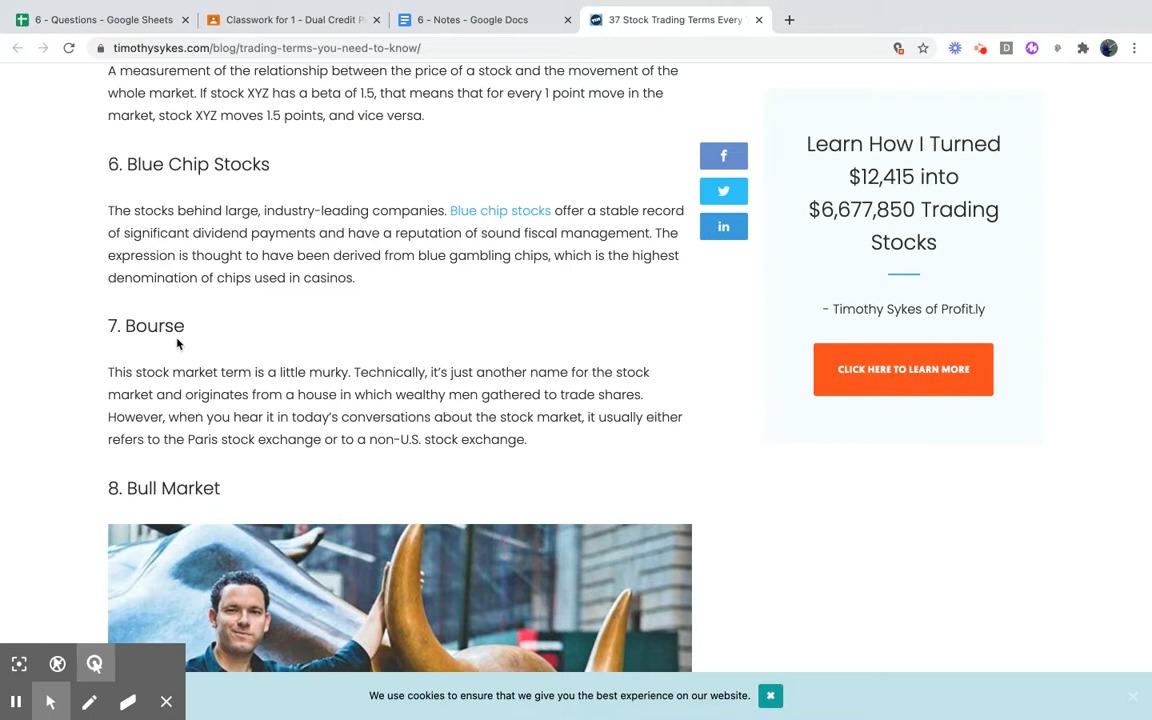 6 - Questions - Google Sheets
Classwork for 1 - Dual Credit P
6 - Notes - Google Docs
37 Stock Trading Terms Every
timothysykes.com/blog/trading-terms-you-need-to-know/
A measurement of the relationship between the price of a stock and the movement of the
whole market. If stock XYZ has a beta of 1.5, that means that for every 1 point move in the
market, stock XYZ moves 1.5 points, and vice versa.
6. Blue Chip Stocks
The stocks behind large, industry-leading companies. Blue chip stocks offer a stable record
of significant dividend payments and have a reputation of sound fiscal management. The
expression is thought to have been derived from blue gambling chips, which is the highest
denomination of chips used in casinos.
7. Bourse
This stock market term is a little murky. Technically, it's just another name for the stock
market and originates from a house in which wealthy men gathered to trade shares.
However, when you hear it in today's conversations about the stock market, it usually either
refers to the Paris stock exchange or to a non-U.S. stock exchange.
8. Bull Market
f
in
Learn How I Turned
$12,415 into
$6,677,850 Trading
Stocks
- Timothy Sykes of Profit.ly
CLICK HERE TO LEARN MORE
We use cookies to ensure that we give you the best experience on our website.